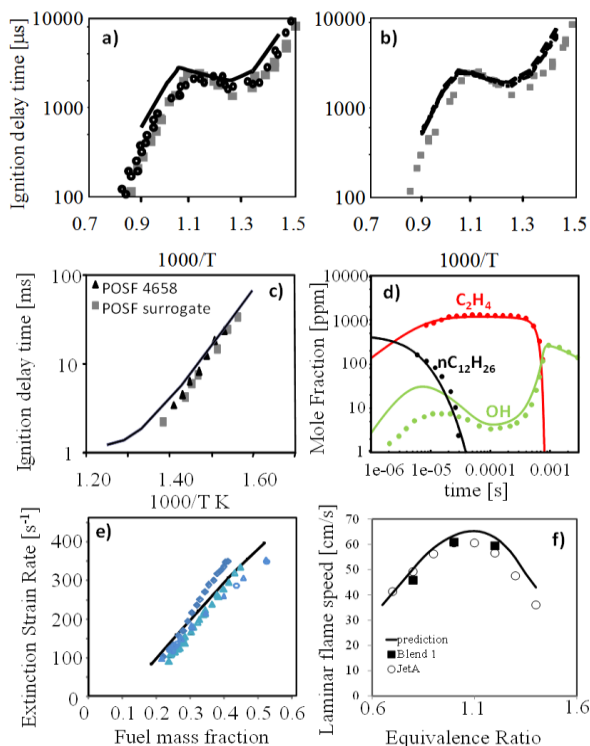 a)
Ignition delay time [µs]
10000
1000
100
0.7 0.9 1.1 1.3 1.5
1000/T
b)
10000
1000
100
0.7 0.9 1.1 1.3 1.5
1000/T
c)
Ignition delay time [ms]
100
10
1
POSF 4658
POSF surrogate
1.20 1.40 1.60
1000/T K
d)
Mole Fraction [ppm]
10000
1000
100
10
1
C₂H₄
nC₁₂H₂₆
OH
1e-06 1e-05 0.0001 0.001
time [s]
e)
Extinction Strain Rate [s⁻¹]
400
300
200
100
0
0 0.1 0.2 0.3 0.4 0.5 0.6
Fuel mass fraction
f)
Laminar flame speed [cm/s]
70
60
50
40
30
20
10
0
prediction
Blend 1
JetA
0.6 1.1 1.6
Equivalence Ratio